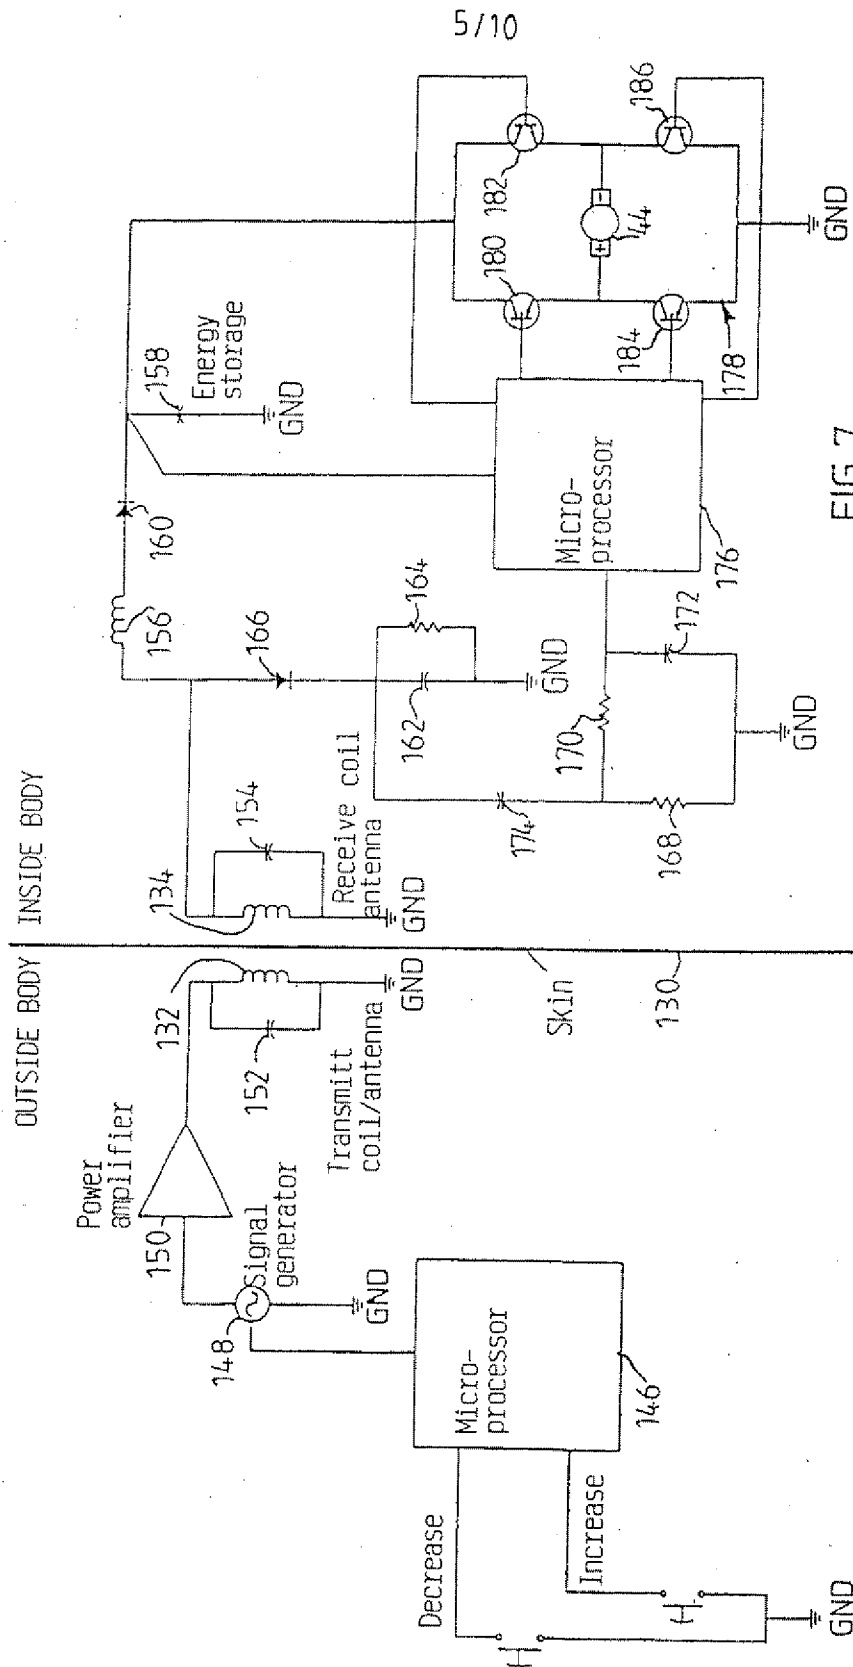 5/10
OUTSIDE BODY
INSIDE BODY
Power
amplifier
150
132
134
154
152
156
160
158
Energy
storage
GND
148
Signal
generator
GND
Transmitt
coil/antenna
GND
Receive coil
antenna
GND
166
164
162
GND
180
182
44
+
-
184
186
178
GND
Decrease
Increase
GND
Micro-
processor
146
Skin
130
174
170
168
172
GND
Micro-
processor
176
FIG 7